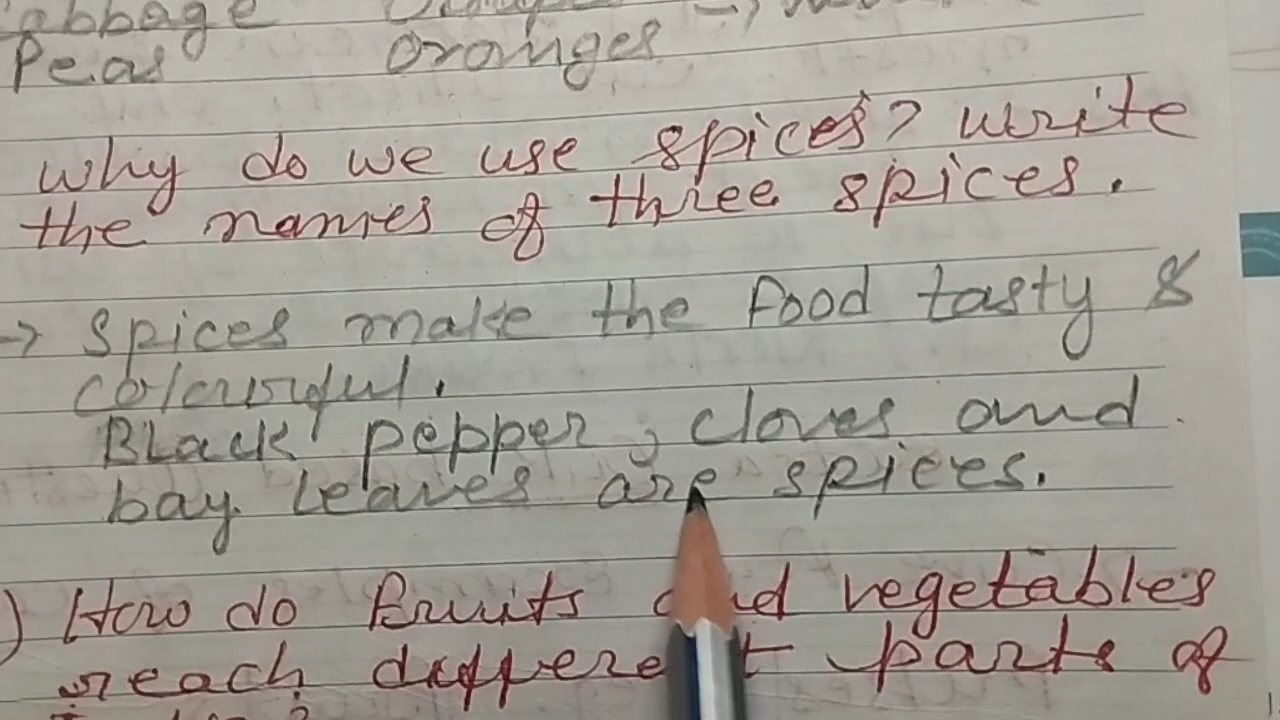 Peas oranges
Why do we use spices? write
the names of three spices.
→ Spices make the food tasty &
colourful.
Black pepper, cloves and
bay leaves are spices.
) How do fruits and vegetables
reach different parts of